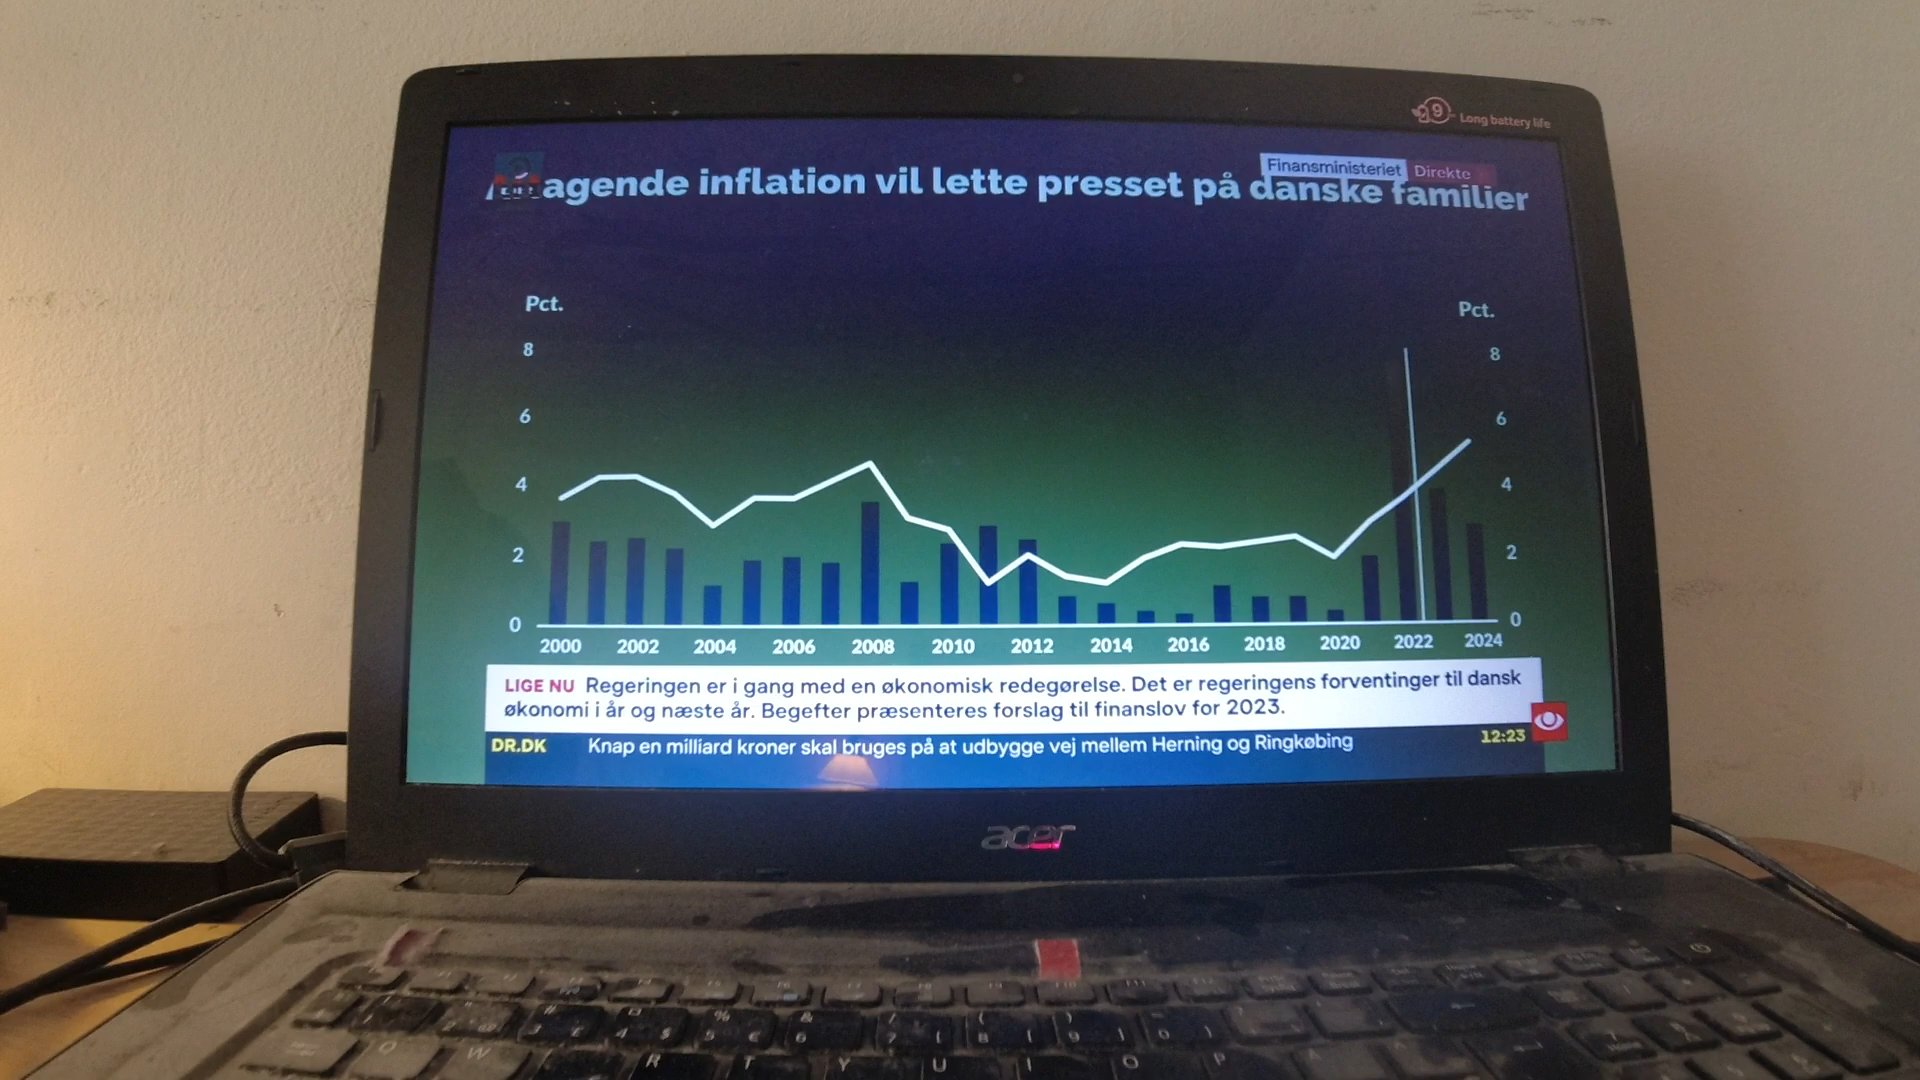 Long battery life
Finansministeriet Direkte
agende inflation vil lette presset på danske familier
Pct. Pct.
8 8
6 6
4 4
2 2
0 0
2000 2002 2004 2006 2008 2010 2012 2014 2016 2018 2020 2022 2024
LIGE NU Regeringen er i gang med en økonomisk redegørelse. Det er regeringens forventinger til dansk
økonomi i år og næste år. Begefter præsenteres forslag til finanslov for 2023.
DR.DK Knap en milliard kroner skal bruges på at udbygge vej mellem Herning og Ringkøbing 12:23
acer
R T Y U I O P